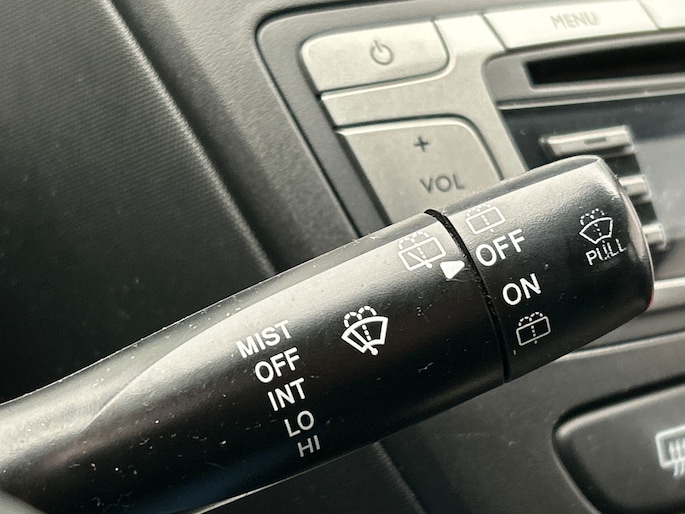 MENU
+
VOL
OFF
ON
PULL
MIST
OFF
INT
LO
HI